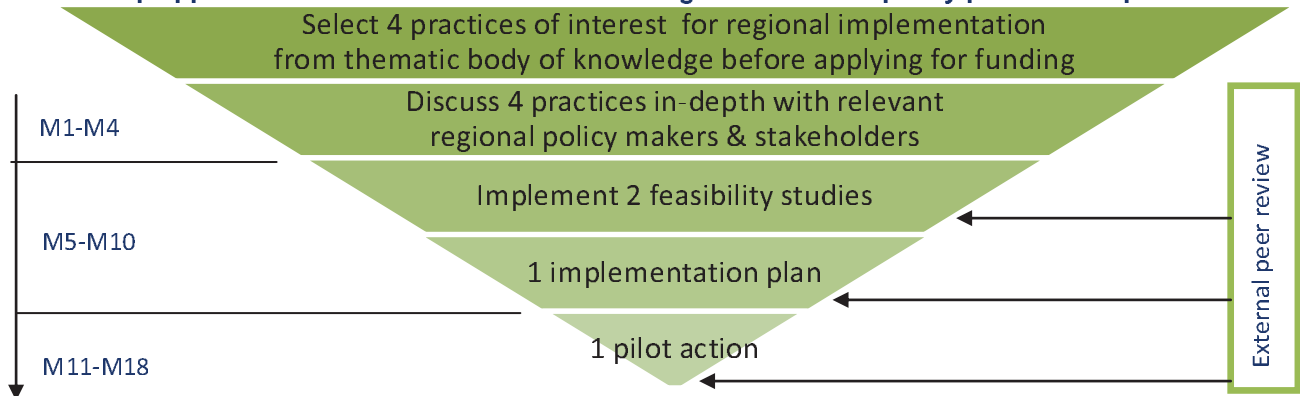 Select 4 practices of interest for regional implementation
from thematic body of knowledge before applying for funding
Discuss 4 practices in-depth with relevant
regional policy makers & stakeholders
M1-M4
Implement 2 feasibility studies
M5-M10
1 implementation plan
1 pilot action
M11-M18
External peer review